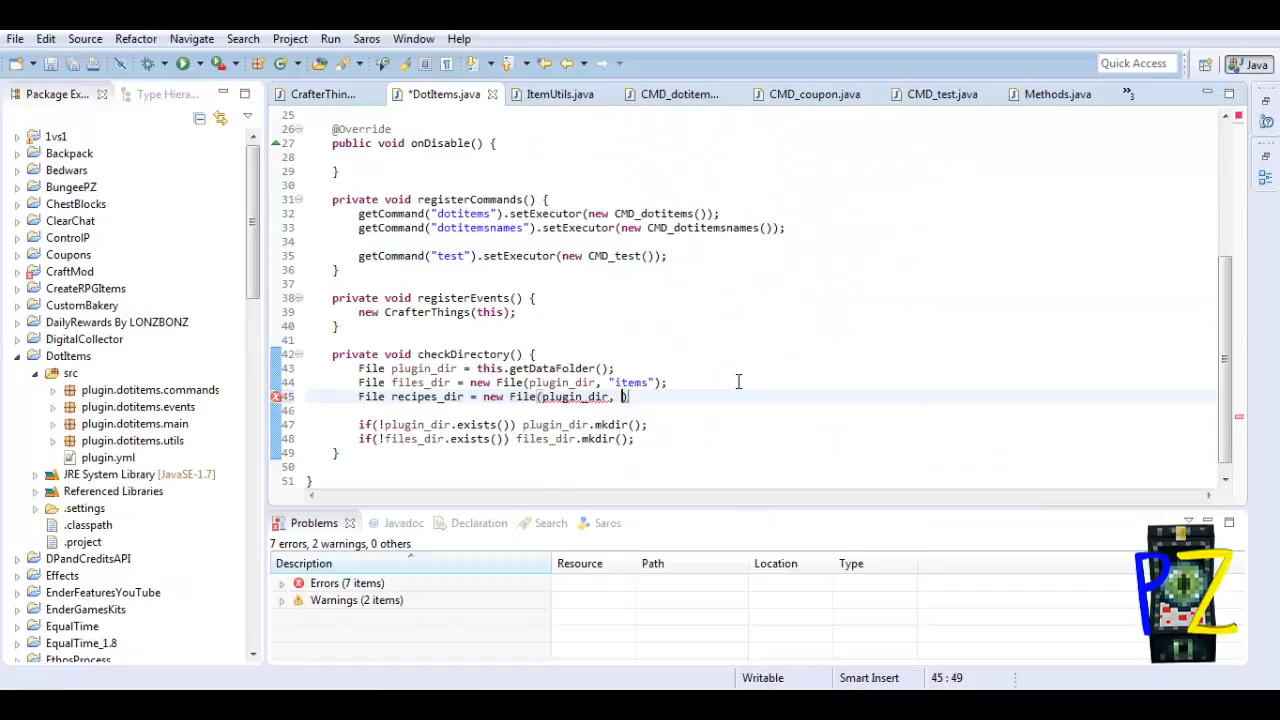 File Edit Source Refactor Navigate Search Project Run Saros Window Help
Quick Access Java
Package Ex... Type Hiera... CrafterThin... *DotItems.java ItemUtils.java CMD_dotitem... CMD_coupon.java CMD_test.java Methods.java
1vs1
Backpack
Bedwars
BungeePZ
ChestBlocks
ClearChat
ControlP
Coupons
CraftMod
CreateRPGItems
CustomBakery
DailyRewards By LONZBONZ
DigitalCollector
DotItems
src
plugin.dotitems.commands
plugin.dotitems.events
plugin.dotitems.main
plugin.dotitems.utils
plugin.yml
JRE System Library [JavaSE-1.7]
Referenced Libraries
.settings
.classpath
.project
DPandCreditsAPI
Effects
EnderFeaturesYouTube
EnderGamesKits
EqualTime
EqualTime_1.8
EthosProcess
25
26 @Override
27 public void onDisable() {
28
29 }
30
31 private void registerCommands() {
32 getCommand("dotitems").setExecutor(new CMD_dotitems());
33 getCommand("dotitemsnames").setExecutor(new CMD_dotitemsnames());
34
35 getCommand("test").setExecutor(new CMD_test());
36 }
37
38 private void registerEvents() {
39 new CrafterThings(this);
40 }
41
42 private void checkDirectory() {
43 File plugin_dir = this.getDataFolder();
44 File files_dir = new File(plugin_dir, "items");
45 File recipes_dir = new File(plugin_dir, )
46
47 if(!plugin_dir.exists()) plugin_dir.mkdir();
48 if(!files_dir.exists()) files_dir.mkdir();
49 }
50
51 }
Problems Javadoc Declaration Search Saros
7 errors, 2 warnings, 0 others
Description Resource Path Location Type
Errors (7 items)
Warnings (2 items)
PZ
Writable Smart Insert 45 : 49